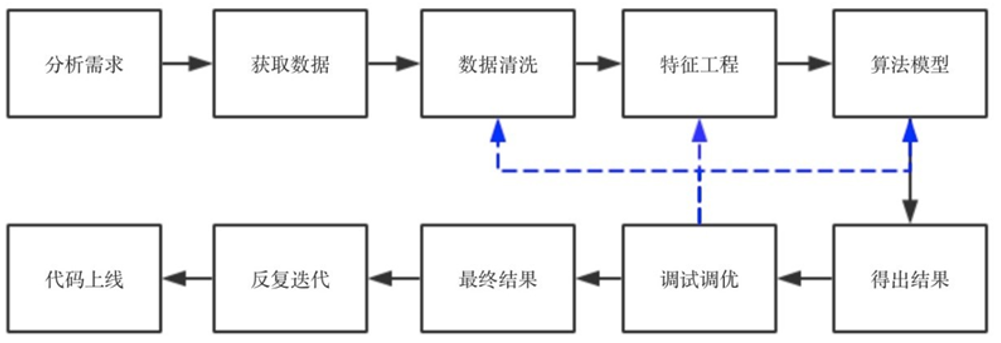 分析需求
获取数据
数据清洗
特征工程
算法模型
代码上线
反复迭代
最终结果
调试调优
得出结果